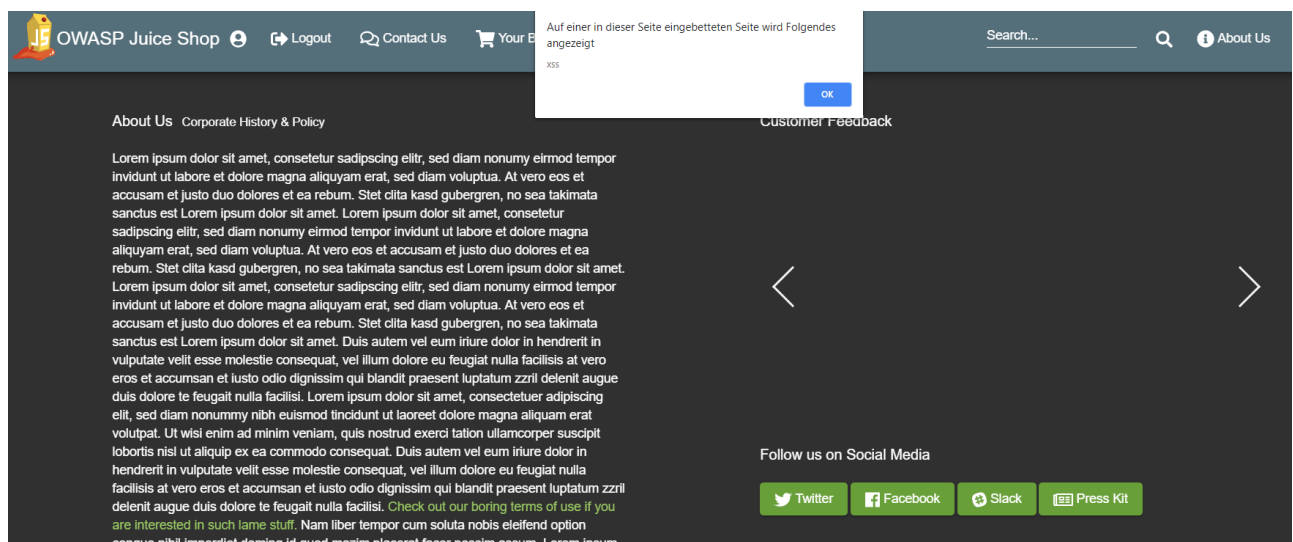 OWASP Juice Shop Logout Contact Us Your B Search... About Us
Auf einer in dieser Seite eingebetteten Seite wird Folgendes
angezeigt
xss
OK
About Us Corporate History & Policy
Lorem ipsum dolor sit amet, consetetur sadipscing elitr, sed diam nonumy eirmod tempor
invidunt ut labore et dolore magna aliquyam erat, sed diam voluptua. At vero eos et
accusam et justo duo dolores et ea rebum. Stet clita kasd gubergren, no sea takimata
sanctus est Lorem ipsum dolor sit amet. Lorem ipsum dolor sit amet, consetetur
sadipscing elitr, sed diam nonumy eirmod tempor invidunt ut labore et dolore magna
aliquyam erat, sed diam voluptua. At vero eos et accusam et justo duo dolores et ea
rebum. Stet clita kasd gubergren, no sea takimata sanctus est Lorem ipsum dolor sit amet.
Lorem ipsum dolor sit amet, consetetur sadipscing elitr, sed diam nonumy eirmod tempor
invidunt ut labore et dolore magna aliquyam erat, sed diam voluptua. At vero eos et
accusam et justo duo dolores et ea rebum. Stet clita kasd gubergren, no sea takimata
sanctus est Lorem ipsum dolor sit amet. Duis autem vel eum iriure dolor in hendrerit in
vulputate velit esse molestie consequat, vel illum dolore eu feugiat nulla facilisis at vero
eros et accumsan et iusto odio dignissim qui blandit praesent luptatum zzril delenit augue
duis dolore te feugait nulla facilisi. Lorem ipsum dolor sit amet, consectetuer adipiscing
elit, sed diam nonummy nibh euismod tincidunt ut laoreet dolore magna aliquam erat
volutpat. Ut wisi enim ad minim veniam, quis nostrud exerci tation ullamcorper suscipit
lobortis nisl ut aliquip ex ea commodo consequat. Duis autem vel eum iriure dolor in
hendrerit in vulputate velit esse molestie consequat, vel illum dolore eu feugiat nulla
facilisis at vero eros et accumsan et iusto odio dignissim qui blandit praesent luptatum zzril
delenit augue duis dolore te feugait nulla facilisi. Check out our boring terms of use if you
are interested in such lame stuff. Nam liber tempor cum soluta nobis eleifend option
congue nihil imperdiet doming id quod mazim placerat facer possim assum. Lorem ipsum
Customer Feedback
Follow us on Social Media
Twitter Facebook Slack Press Kit